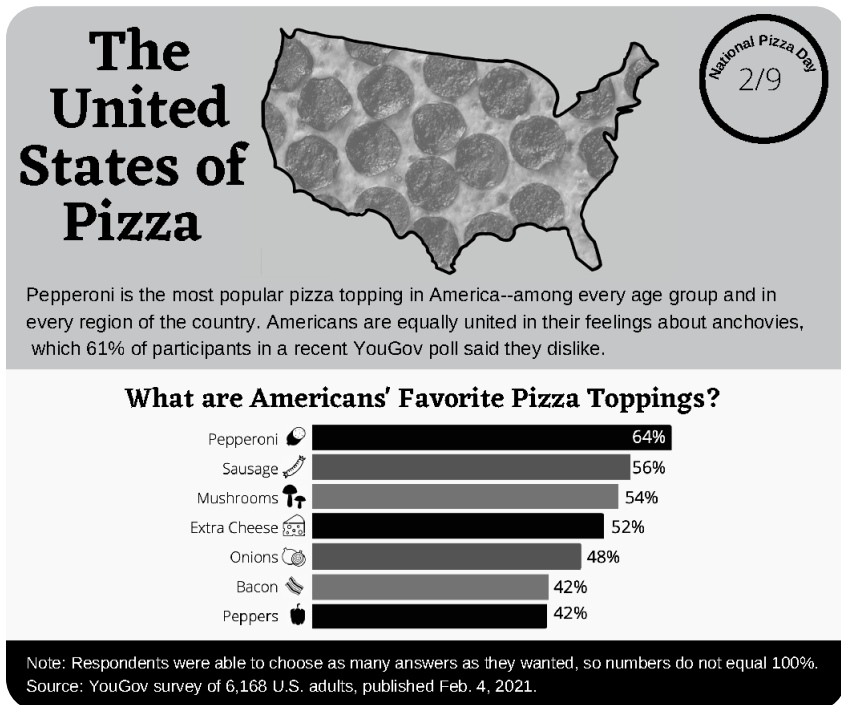 The
United
States of
Pizza
National Pizza Day
2/9
Pepperoni is the most popular pizza topping in America--among every age group and in
every region of the country. Americans are equally united in their feelings about anchovies,
which 61% of participants in a recent YouGov poll said they dislike.
What are Americans' Favorite Pizza Toppings?
Pepperoni 64%
Sausage 56%
Mushrooms 54%
Extra Cheese 52%
Onions 48%
Bacon 42%
Peppers 42%
Note: Respondents were able to choose as many answers as they wanted, so numbers do not equal 100%.
Source: YouGov survey of 6,168 U.S. adults, published Feb. 4, 2021.